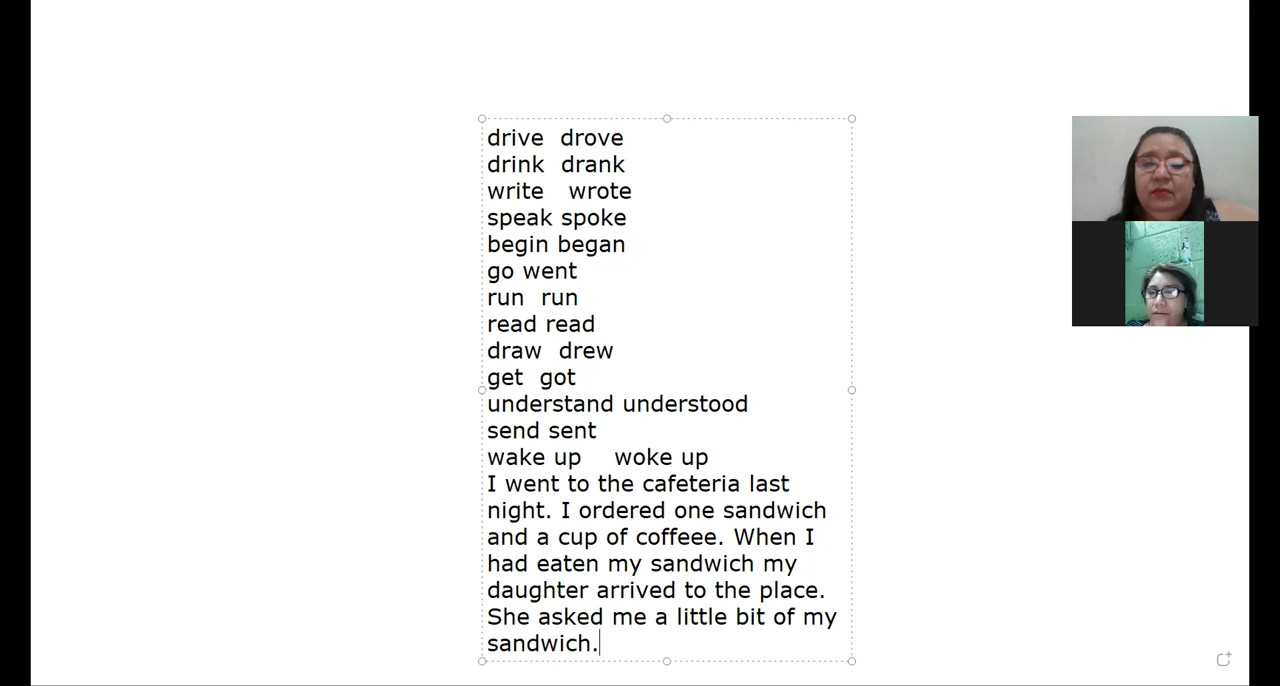 drive  drove
drink  drank
write   wrote
speak spoke
begin began
go went
run  run
read read
draw  drew
get  got
understand understood
send sent
wake up    woke up
I went to the cafeteria last
night. I ordered one sandwich
and a cup of coffeee. When I
had eaten my sandwich my
daughter arrived to the place.
She asked me a little bit of my
sandwich.